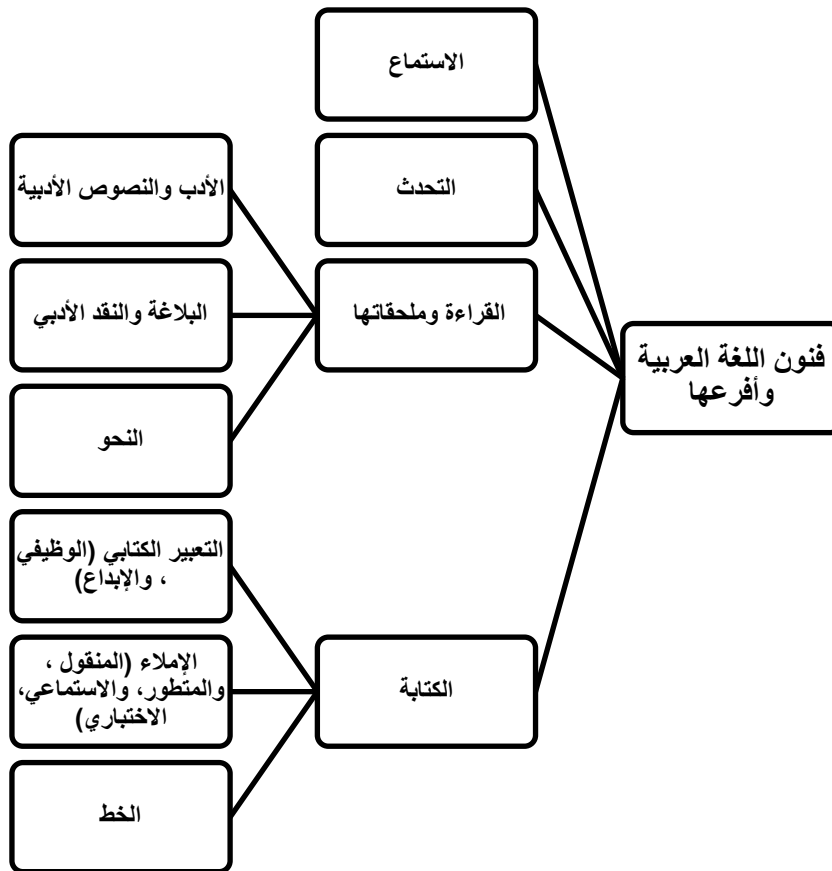 فنون اللغة العربية
وأفرعها
الاستماع
التحدث
القراءة وملحقاتها
الأدب والنصوص الأدبية
البلاغة والنقد الأدبي
النحو
الكتابة
التعبير الكتابي (الوظيفي
، والإبداع)
الإملاء (المنقول ،
والمتطور، والاستماعي،
الاختباري)
الخط